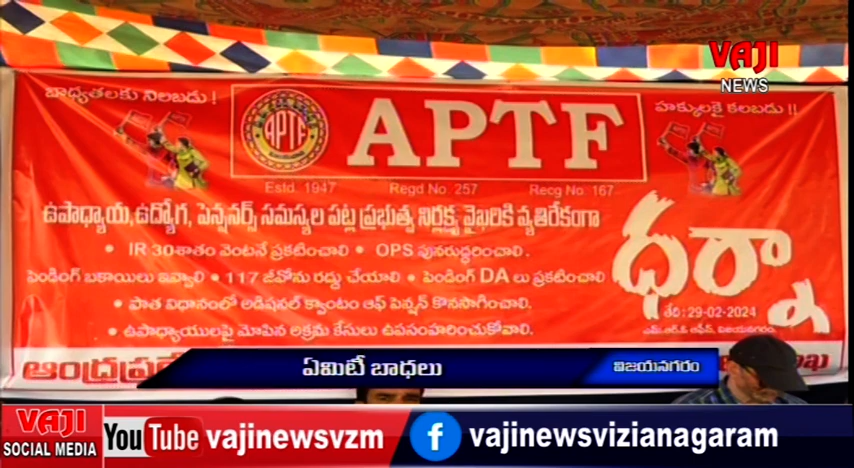 VAJI
NEWS
బాధ్యతలకు నిలబడు !
హక్కులకై కలబడు !!
APTF
APTF
Estd. 1947 Regd No. 257 Recg No. 167
ఉపాధ్యాయ, ఉద్యోగ, పెన్షనర్స్ సమస్యల పట్ల ప్రభుత్వ నిర్లక్ష్య వైఖరికి వ్యతిరేకంగా
ధర్నా
• IR 30శాతం వెంటనే ప్రకటించాలి • OPS పునరుద్ధరించాలి.
పెండింగ్ బకాయిలు ఇవ్వాలి • 117 జీవోను రద్దు చేయాలి • పెండింగ్ DA లు ప్రకటించాలి
• పాత విధానంలో అడిషనల్ క్వాంటం ఆఫ్ పెన్షన్ కొనసాగించాలి.
• ఉపాధ్యాయులపై మోపిన అక్రమ కేసులు ఉపసంహరించుకోవాలి.
తేది: 29-02-2024
విజయనగరం
ఏమిటీ బాధలు
విజయనగరం
VAJI
SOCIAL MEDIA
YouTube vajinewsvzm
f vajinewsvizianagaram